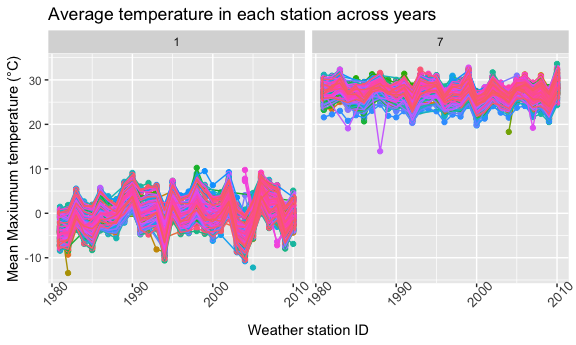 Average temperature in each station across years
1 7
Mean Maxiumum temperature (°C)
30
20
10
0
-10
1980 1990 2000 2010 1980 1990 2000 2010
Weather station ID